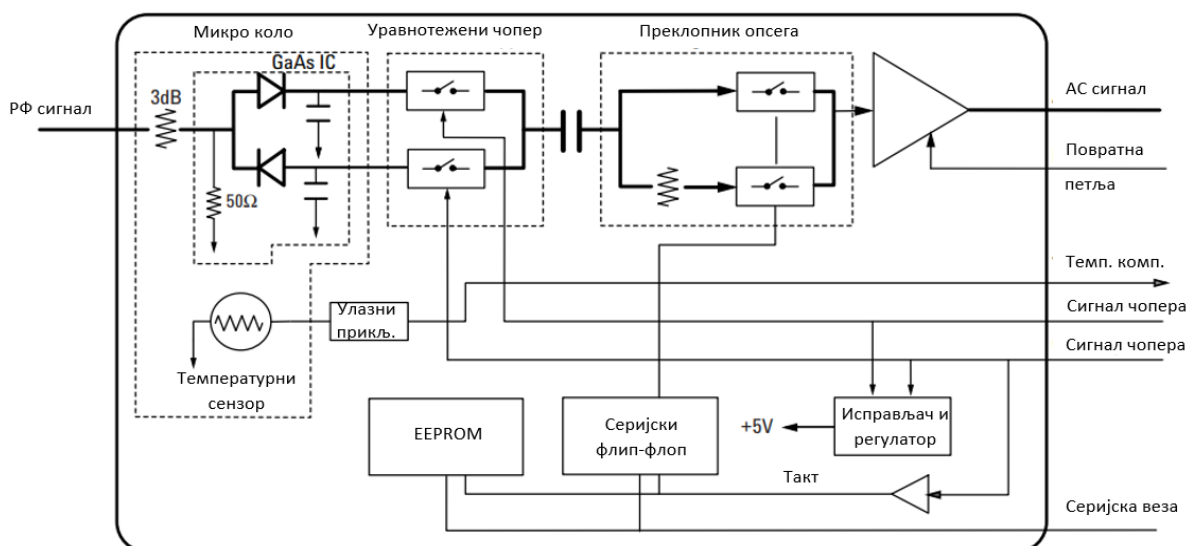 Микро коло
Уравнотежени чопер
Преклопник опсега
GaAs IC
3dB
РФ сигнал
АС сигнал
Повратна
петља
50Ω
Темп. комп.
Улазни
прикљ.
Сигнал чопера
Сигнал чопера
Температурни
сензор
EEPROM
Серијски
флип-флоп
+5V
Исправљач и
регулатор
Такт
Серијска веза